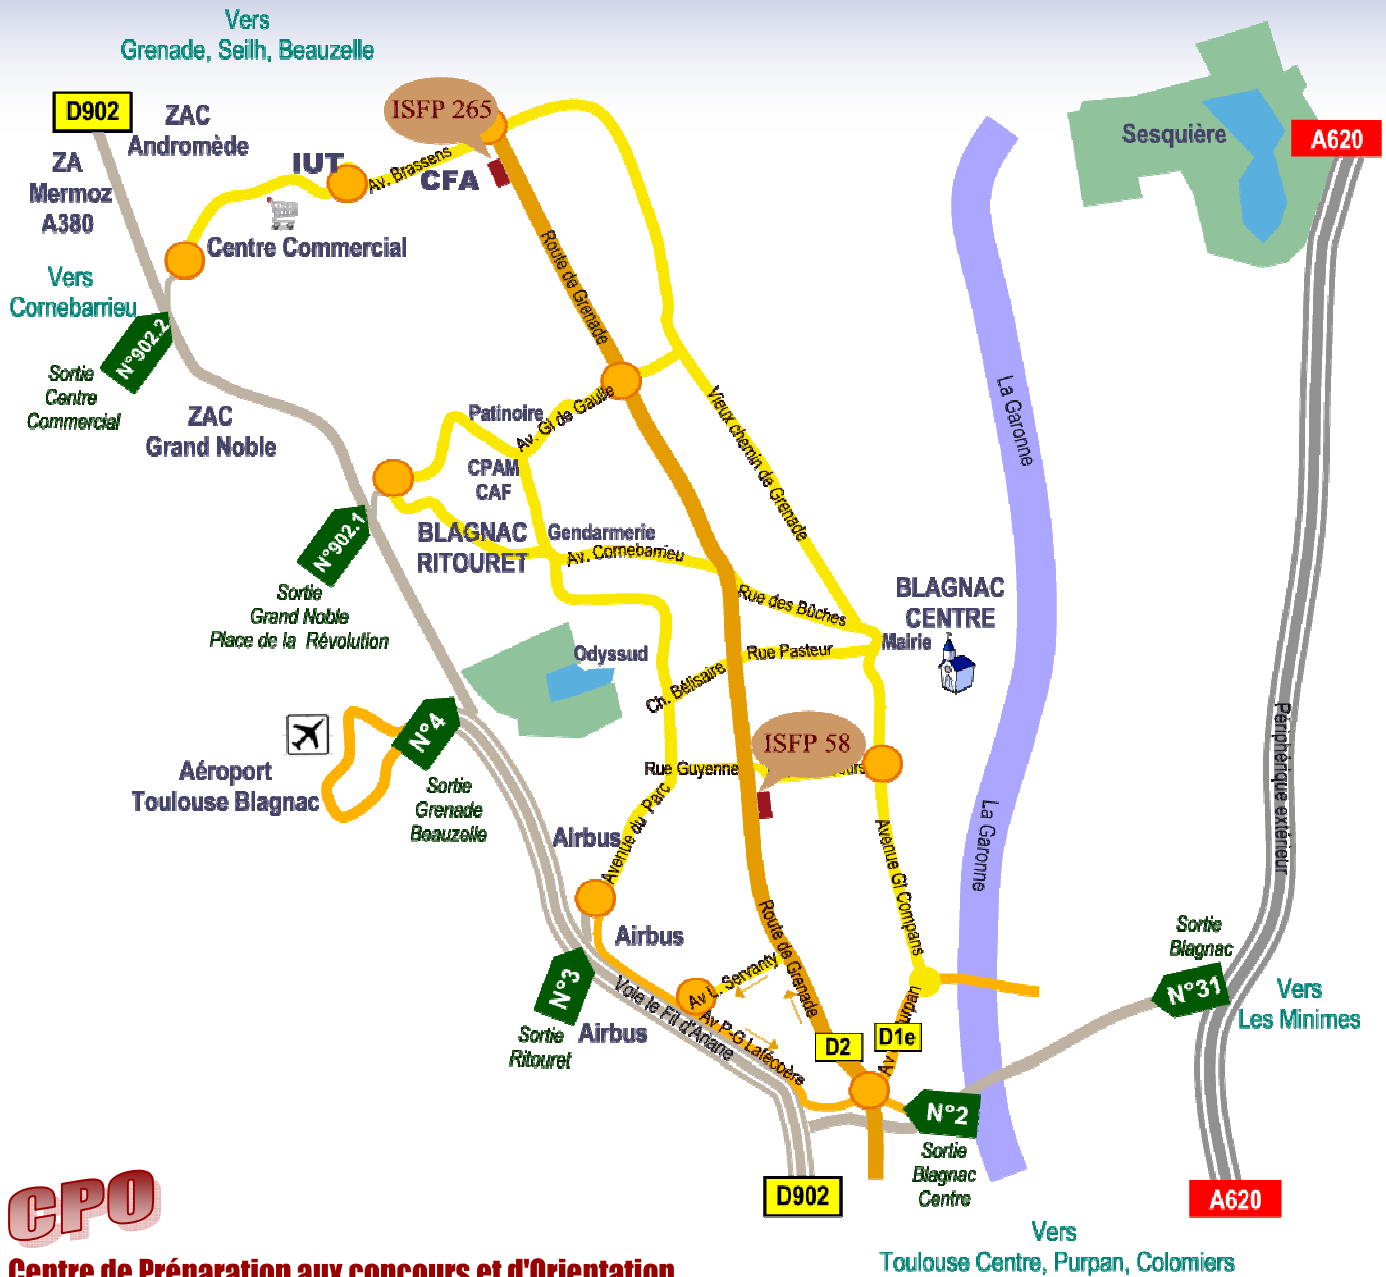 Vers
Grenade, Seilh, Beauzelle
D902
ZAC
Andromède
ISFP 265
ZA
Mermoz
A380
IUT
Av. Brassens
CFA
Sesquière
A620
Centre Commercial
Vers
Cornebarrieu
Route de Grenade
N°902.2
Sortie
Centre
Commercial
ZAC
Grand Noble
Patinoire
Av. Gl de Gaulle
Vieux chemin de Grenade
La Garonne
CPAM
CAF
N°902.1
BLAGNAC
RITOURET
Gendarmerie
Av. Cornebarrieu
Sortie
Grand Noble
Place de la Révolution
Rue des Bûches
BLAGNAC
CENTRE
Mairie
Odyssud
Rue Pasteur
Ch. Bélisaire
N°4
ISFP 58
Périphérique extérieur
Aéroport
Toulouse Blagnac
Rue Guyenne
Sortie
Grenade
Beauzelle
Airbus
Avenue du Parc
Avenue Gl Compans
La Garonne
Airbus
Route de Grenade
Sortie
Blagnac
N°31
Vers
Les Minimes
N°3
Av L. Servanty
Voie le Fil d'Ariane
Av P-G Latécoère
Sortie
Ritouret
Airbus
D2
D1e
Av
N°2
Sortie
Blagnac
Centre
D902
A620
CPO
Vers
Toulouse Centre, Purpan, Colomiers
Centre de Préparation aux concours et d'Orientation